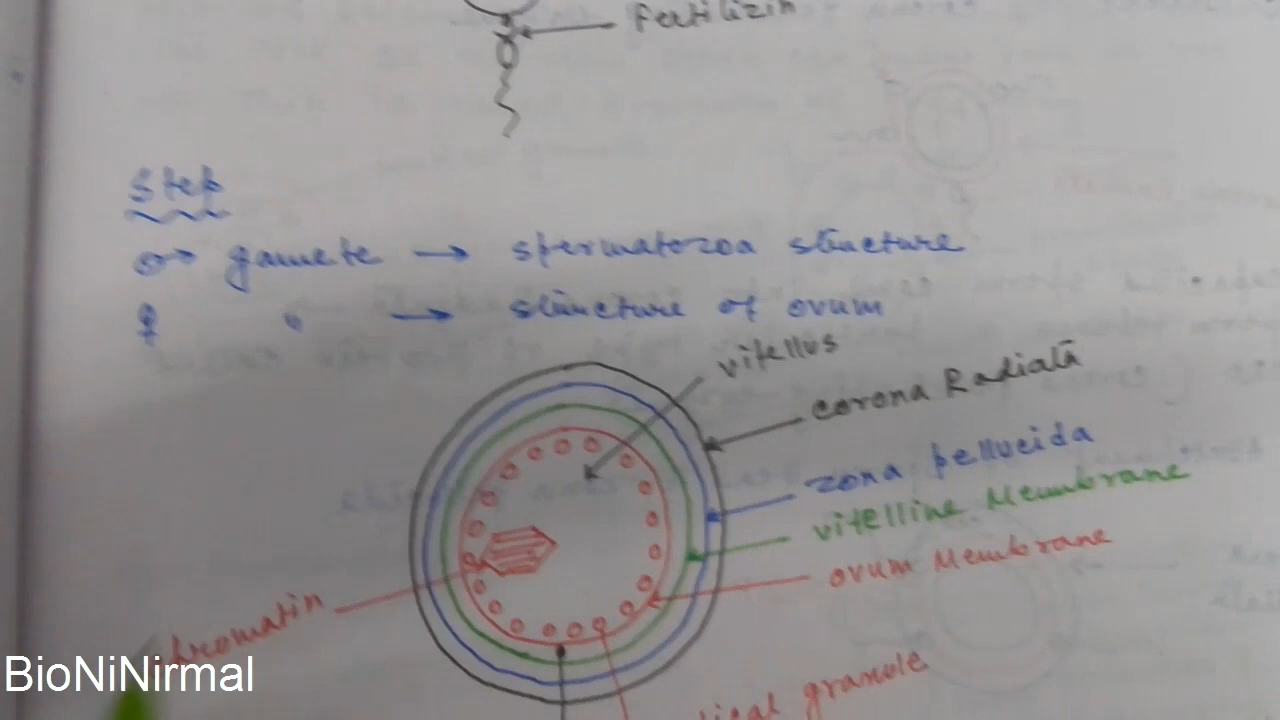 Fertilizin
Step
♂ gamete → spermatozoa structure
♀ " → structure of ovum
vitellus
corona Radiata
zona pellucida
vitelline Membrane
ovum Membrane
chromatin
tical granule
BioNiNirmal